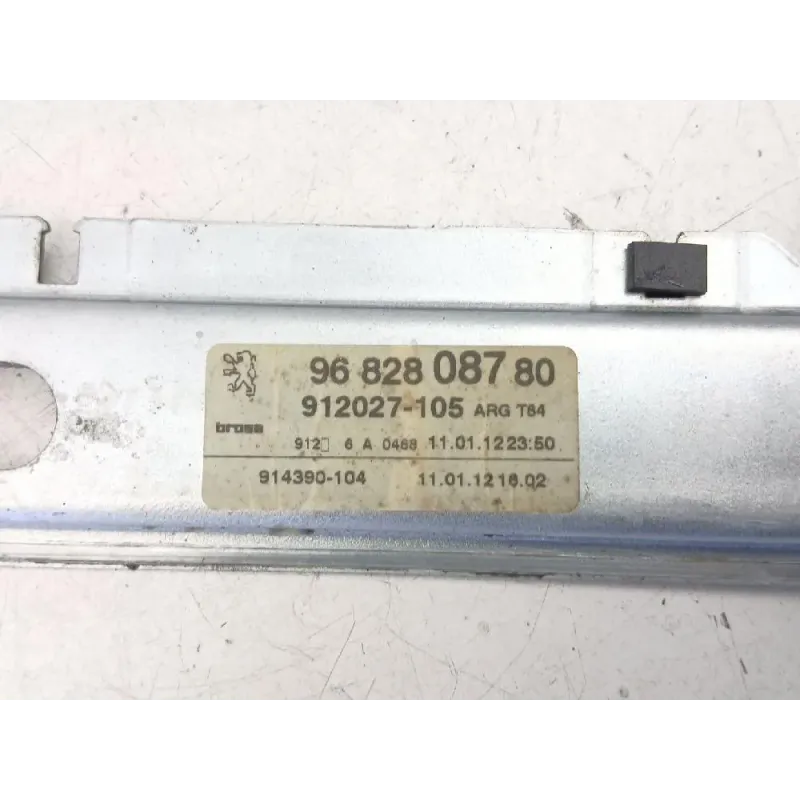 96 828 087 80
912027-105 ARG T84
brose
912 6 A 0488 11.01.12 23:50
914390-104 11.01.12 16.02